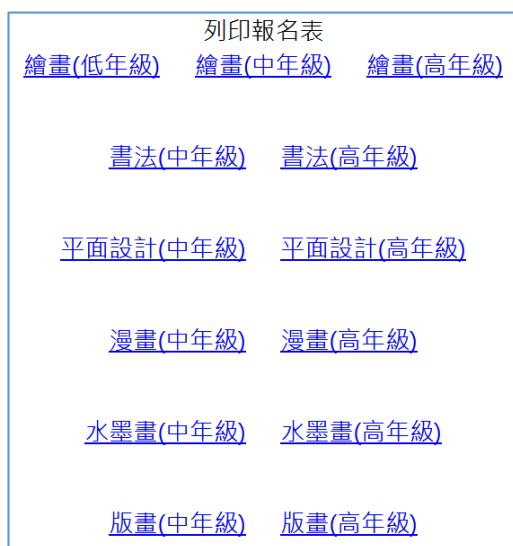 列印報名表
繪畫(低年級) 繪畫(中年級) 繪畫(高年級)
書法(中年級) 書法(高年級)
平面設計(中年級) 平面設計(高年級)
漫畫(中年級) 漫畫(高年級)
水墨畫(中年級) 水墨畫(高年級)
版畫(中年級) 版畫(高年級)